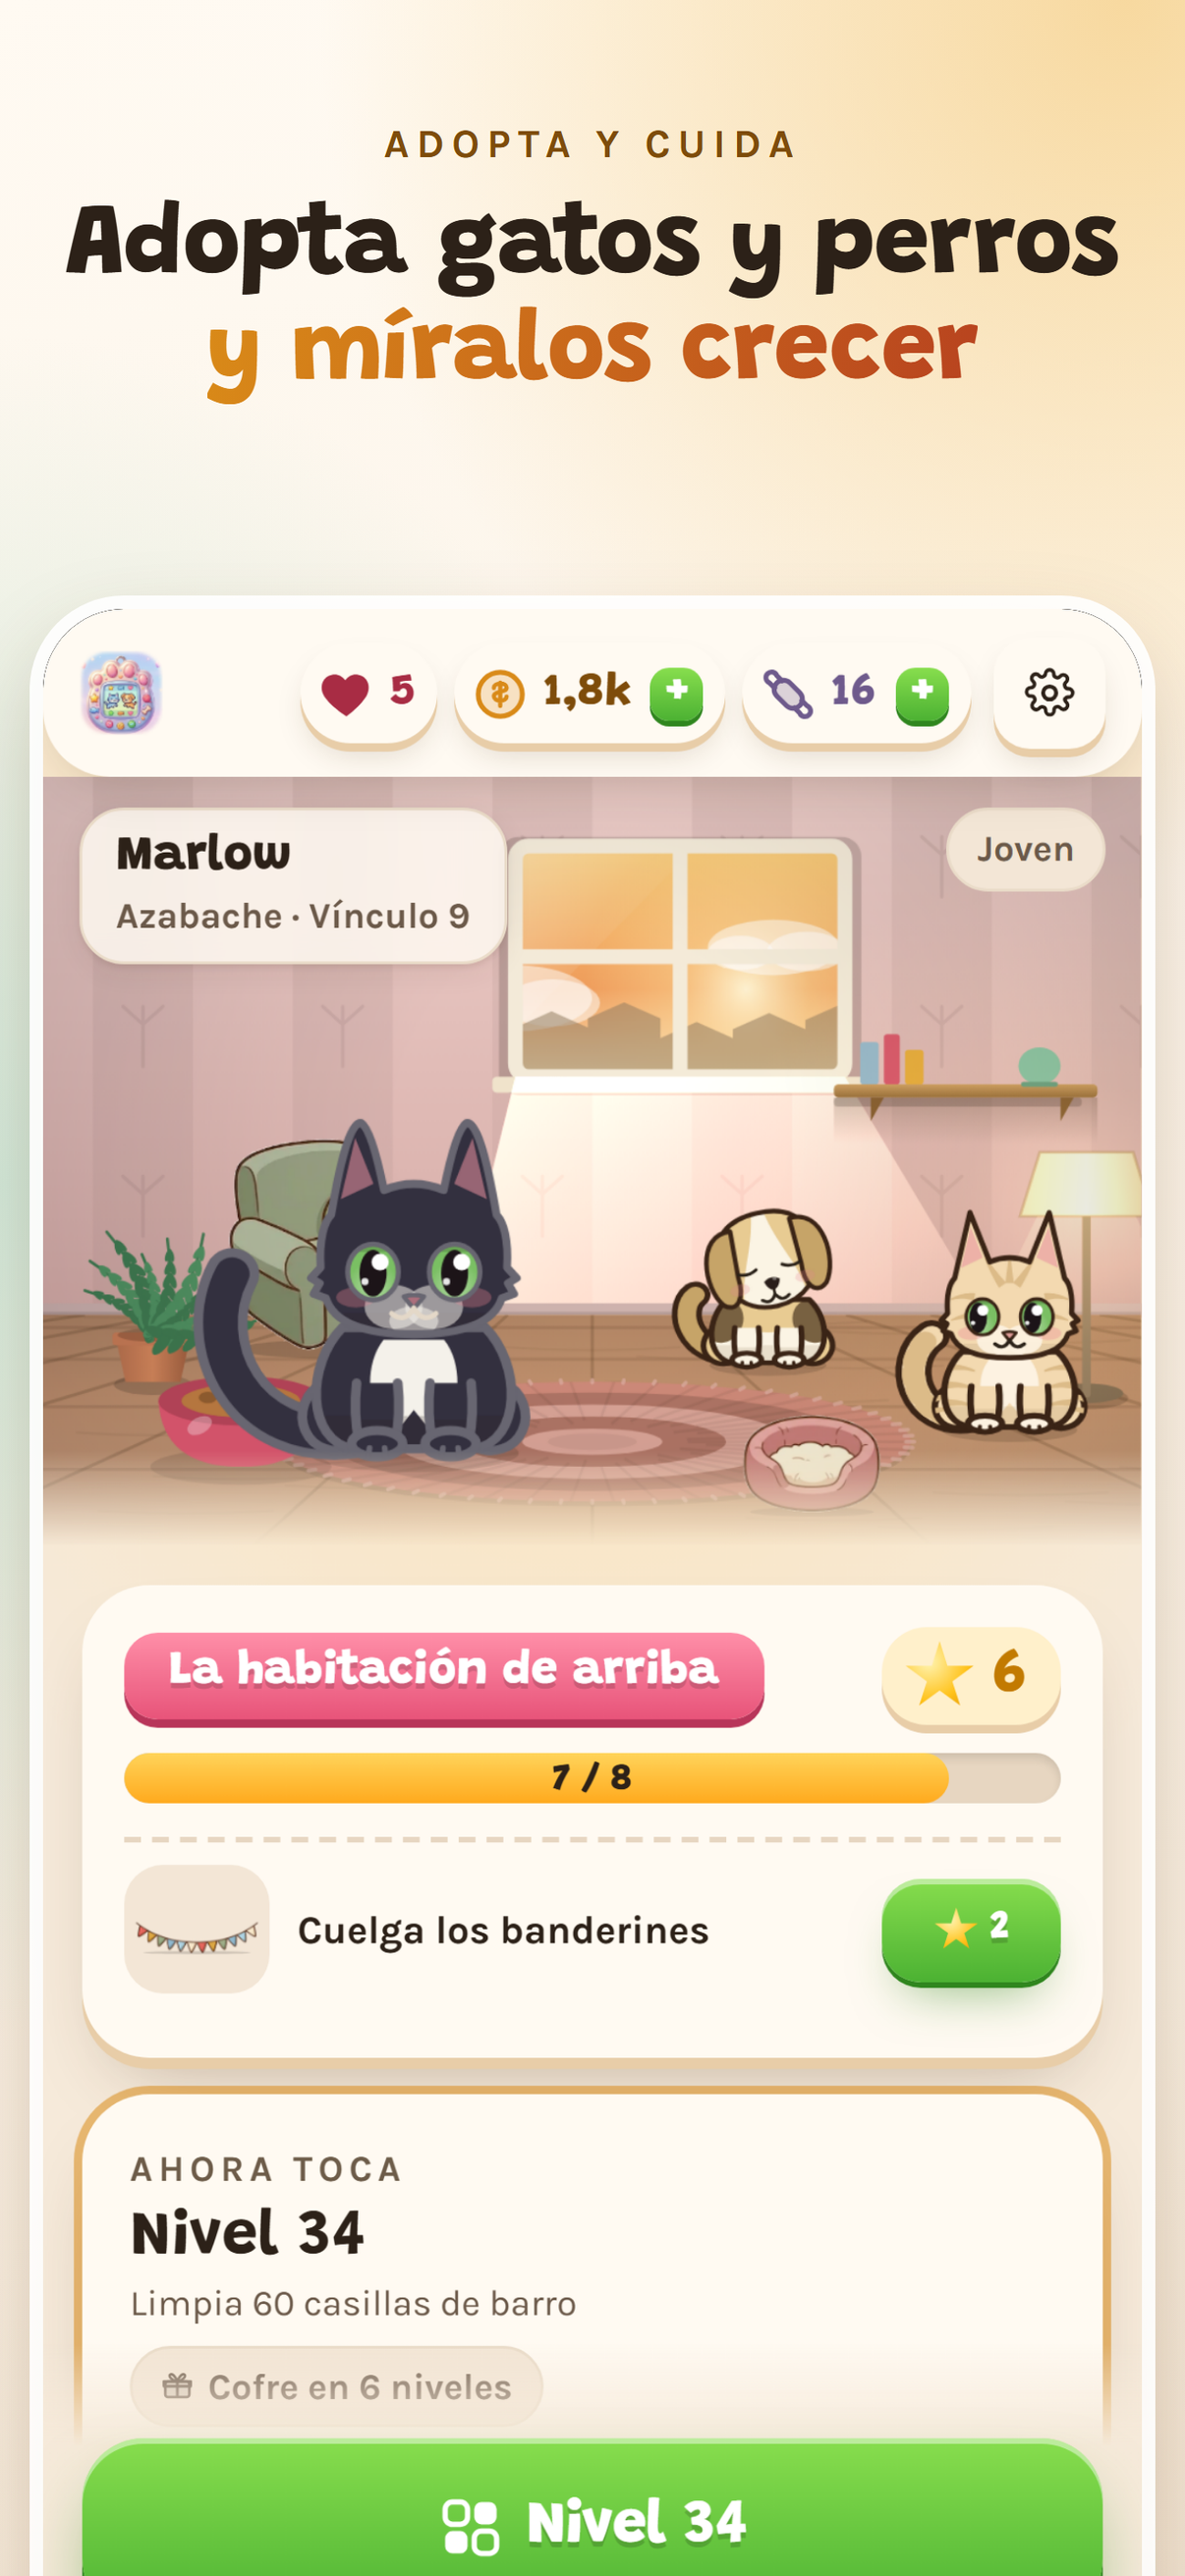 ADOPTA Y CUIDA
Adopta gatos y perros
y míralos crecer
5
1,8k
16
Marlow
Azabache · Vínculo 9
Joven
La habitación de arriba
6
7 / 8
Cuelga los banderines
2
AHORA TOCA
Nivel 34
Limpia 60 casillas de barro
Cofre en 6 niveles
Nivel 34